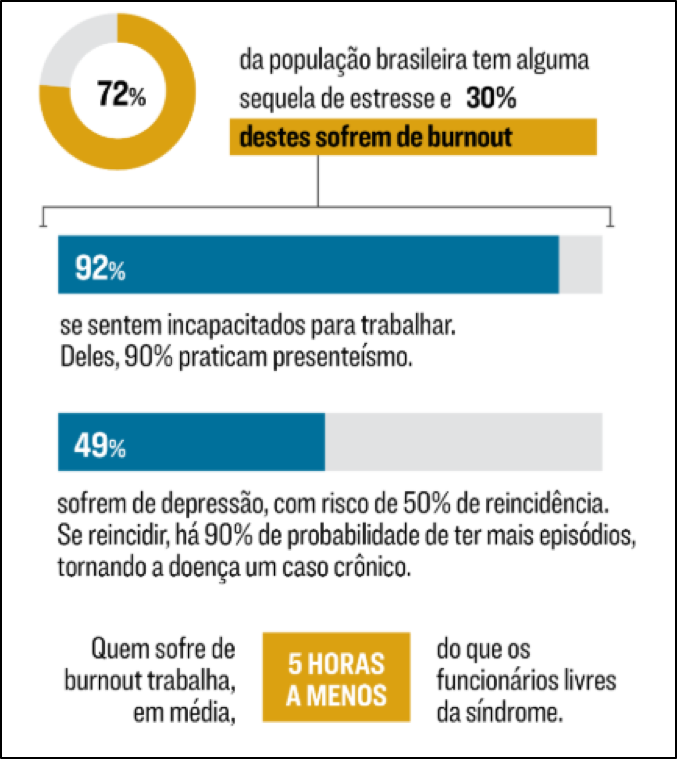 72%
da população brasileira tem alguma
sequela de estresse e 30%
destes sofrem de burnout
92%
se sentem incapacitados para trabalhar.
Deles, 90% praticam presenteísmo.
49%
sofrem de depressão, com risco de 50% de reincidência.
Se reincidir, há 90% de probabilidade de ter mais episódios,
tornando a doença um caso crônico.
Quem sofre de
burnout trabalha,
em média,
5 HORAS
A MENOS
do que os
funcionários livres
da síndrome.